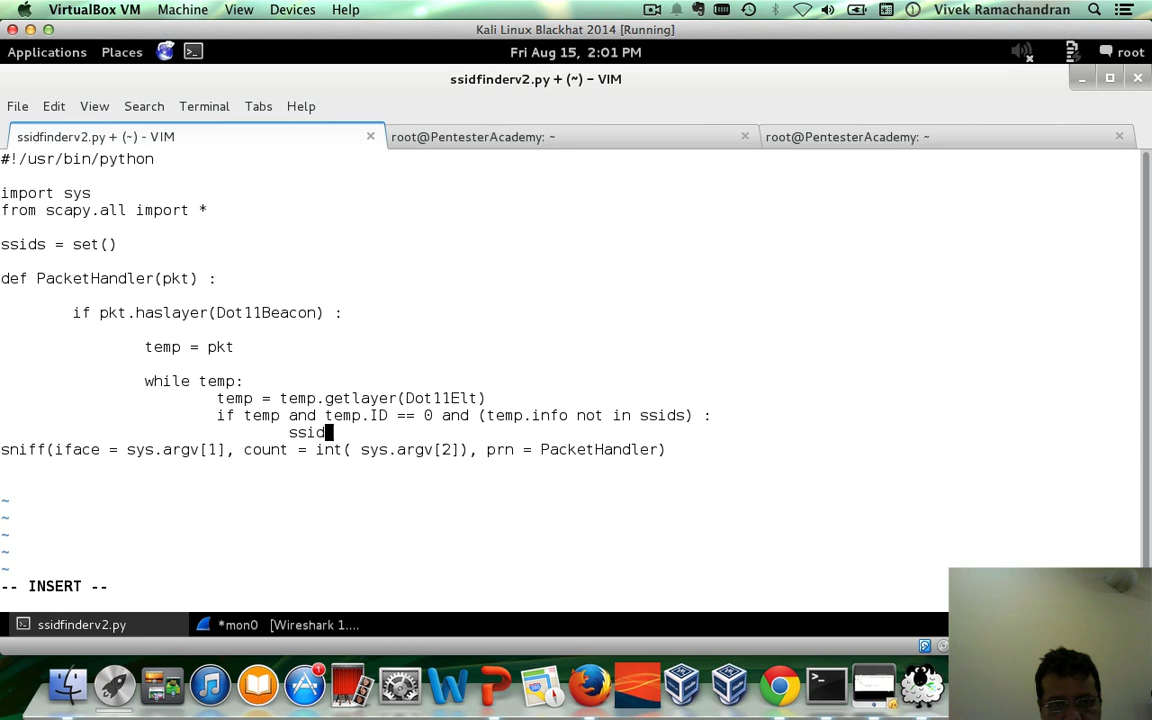 VirtualBox VM Machine View Devices Help Vivek Ramachandran
Kali Linux Blackhat 2014 [Running]
Applications Places Fri Aug 15, 2:01 PM root
ssidfinderv2.py + (~) - VIM
File Edit View Search Terminal Tabs Help
ssidfinderv2.py + (~) - VIM root@PentesterAcademy: ~ root@PentesterAcademy: ~
#!/usr/bin/python
import sys
from scapy.all import *
ssids = set()
def PacketHandler(pkt) :
if pkt.haslayer(Dot11Beacon) :
temp = pkt
while temp:
temp = temp.getlayer(Dot11Elt)
if temp and temp.ID == 0 and (temp.info not in ssids) :
ssid
sniff(iface = sys.argv[1], count = int( sys.argv[2]), prn = PacketHandler)
~
~
~
~
~
-- INSERT --
ssidfinderv2.py *mon0 [Wireshark 1....